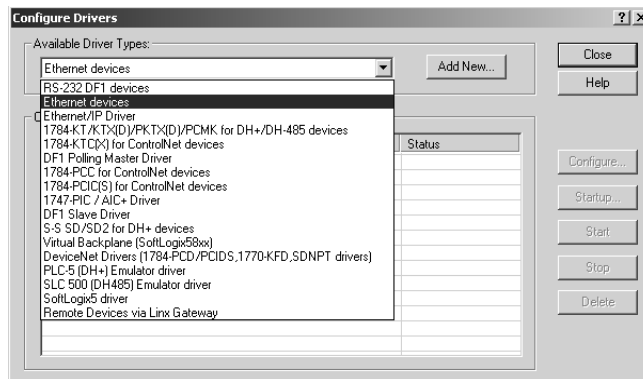 Configure Drivers
? X
Available Driver Types:
Ethernet devices
Add New...
Close
Help
RS-232 DF1 devices
Ethernet devices
Ethernet/IP Driver
1784-KT/KTX(D)/PKTX(D)/PCMK for DH+/DH-485 devices
1784-KTC(X) for ControlNet devices
DF1 Polling Master Driver
1784-PCC for ControlNet devices
1784-PCIC(S) for ControlNet devices
1747-PIC / AIC+ Driver
DF1 Slave Driver
S-S SD/SD2 for DH+ devices
Virtual Backplane (SoftLogix58xx)
DeviceNet Drivers (1784-PCD/PCIDS,1770-KFD,SDNPT drivers)
PLC-5 (DH+) Emulator driver
SLC 500 (DH485) Emulator driver
SoftLogix5 driver
Remote Devices via Linx Gateway
Status
Configure...
Startup...
Start
Stop
Delete